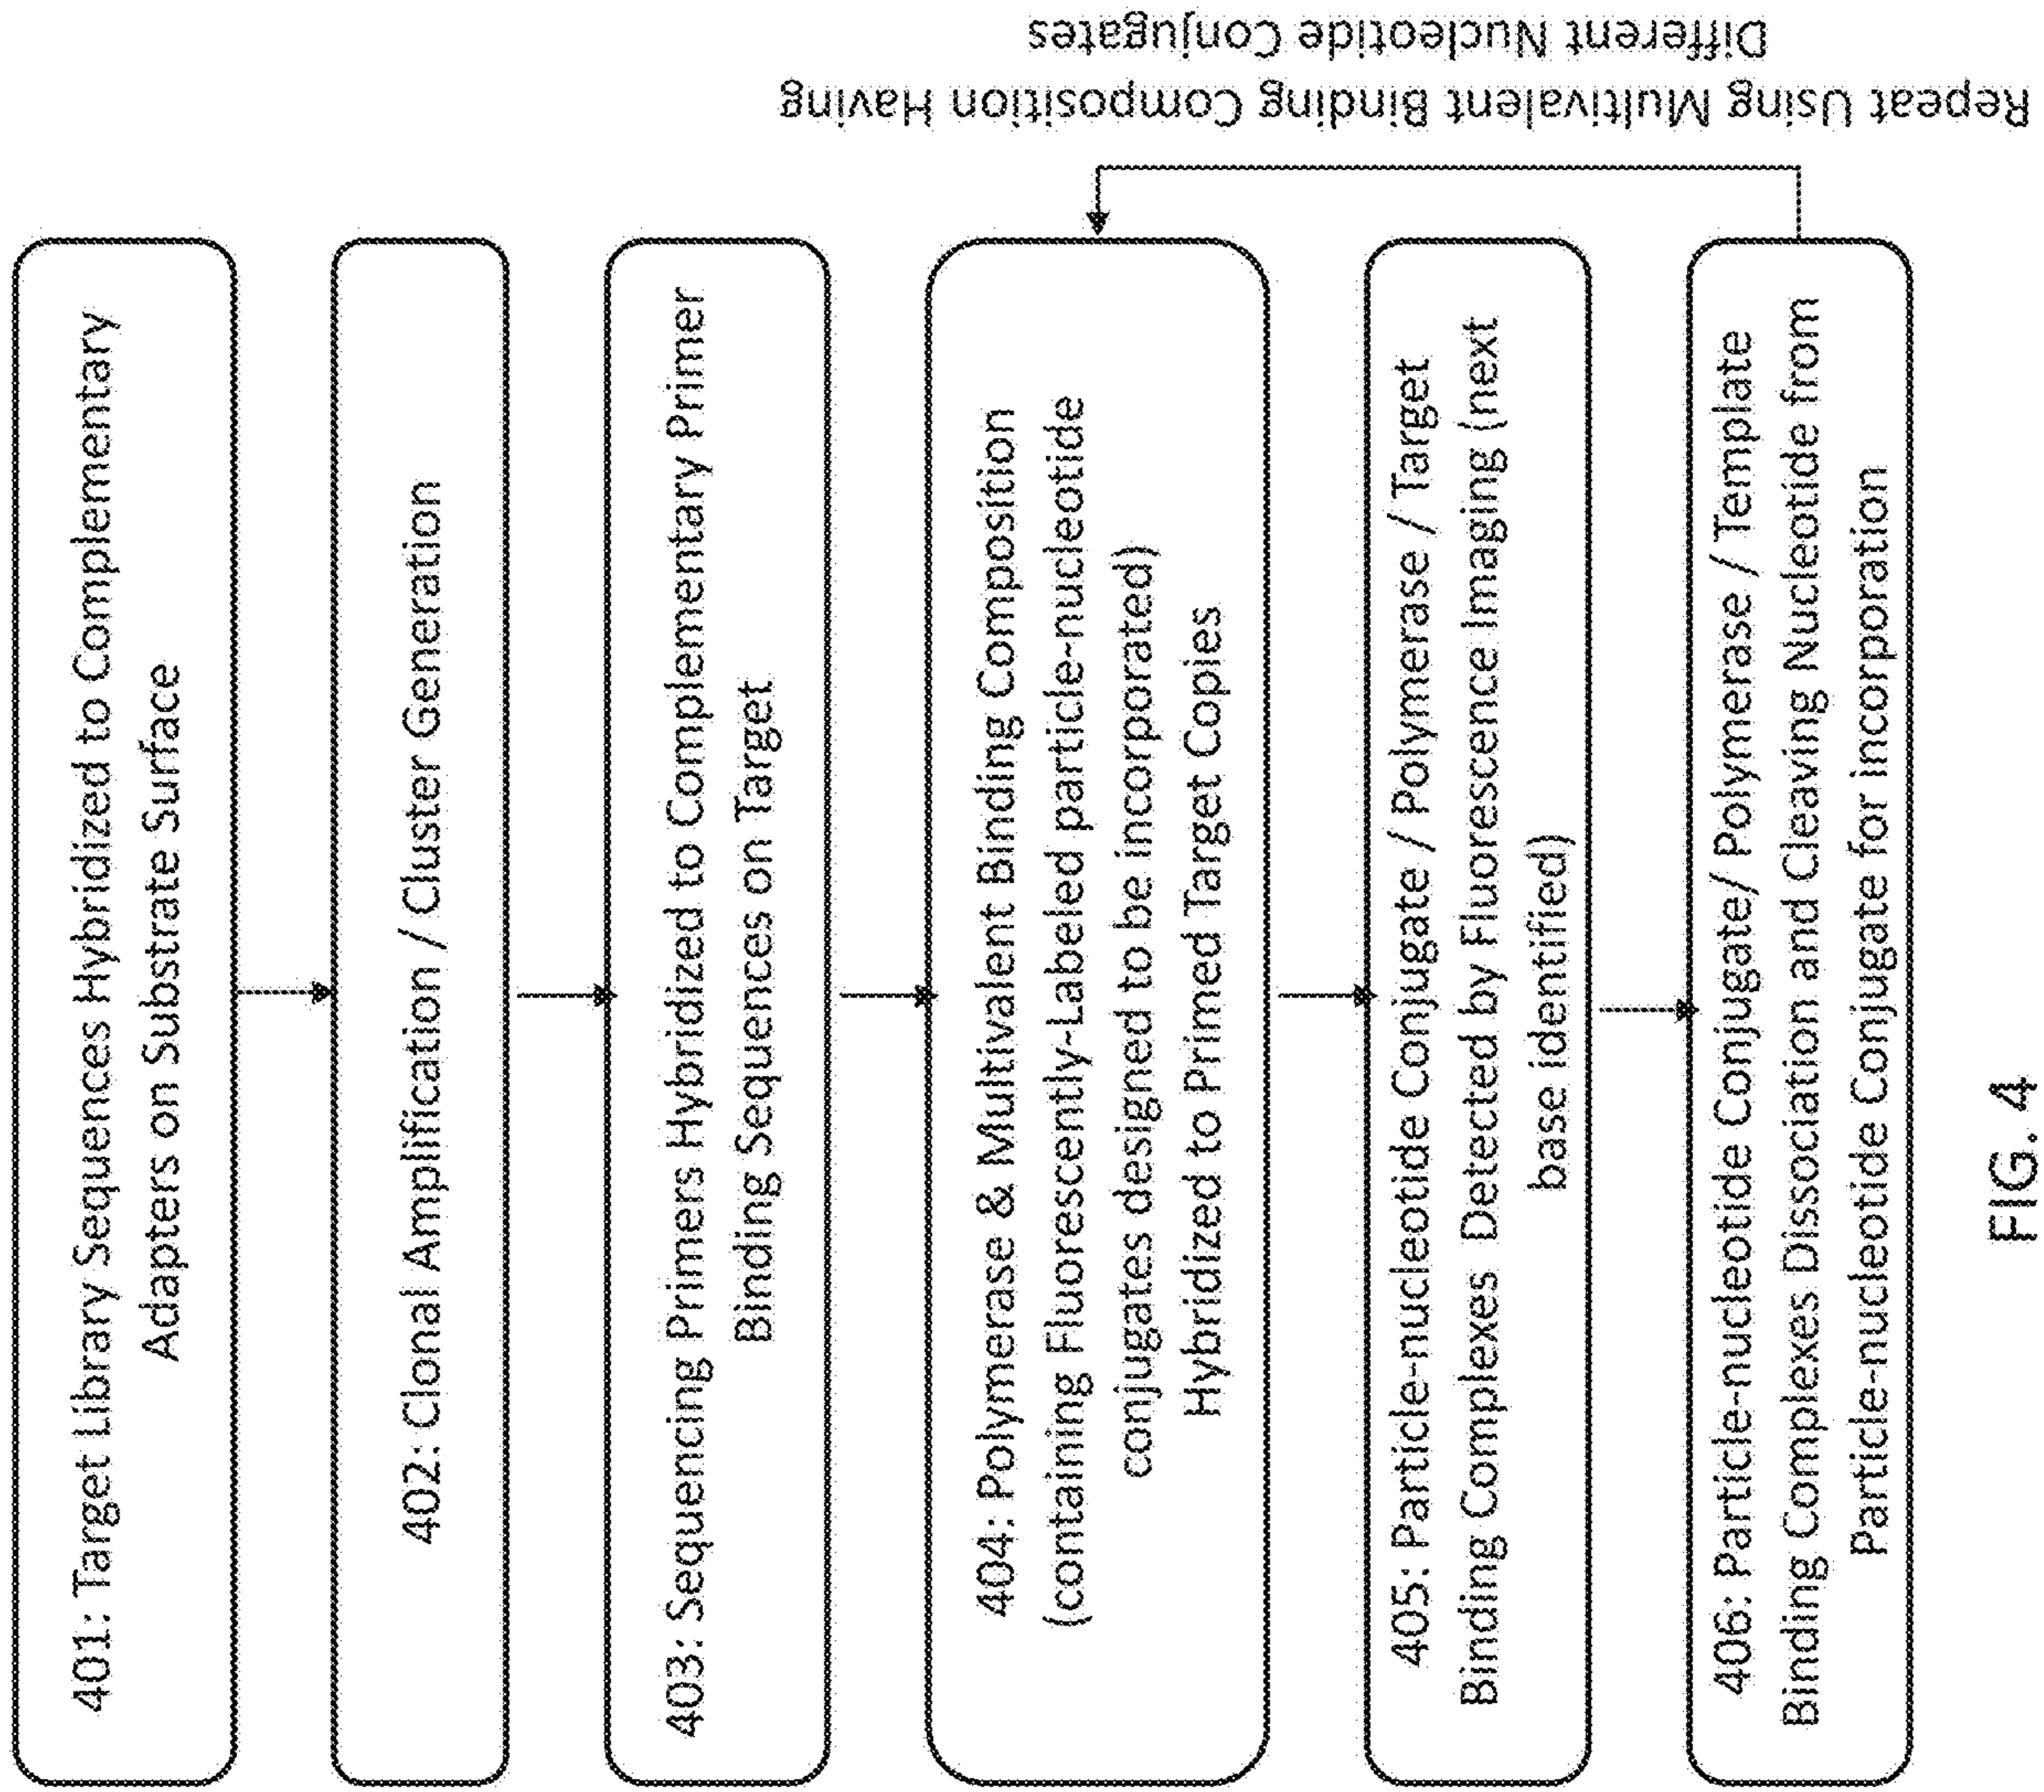 401: Target Library Sequences Hybridized to Complementary
Adapters on Substrate Surface
402: Clonal Amplification / Cluster Generation
403: Sequencing Primers Hybridized to Complementary Primer
Binding Sequences on Target
404: Polymerase & Multivalent Binding Composition
(containing Fluorescently-Labeled particle-nucleotide
conjugates designed to be incorporated)
Hybridized to Primed Target Copies
405: Particle-nucleotide Conjugate / Polymerase / Target
Binding Complexes Detected by Fluorescence Imaging (next
base identified)
406: Particle-nucleotide Conjugate/ Polymerase / Template
Binding Complexes Dissociation and Cleaving Nucleotide from
Particle-nucleotide Conjugate for incorporation
Repeat Using Multivalent Binding Composition Having
Different Nucleotide Conjugates
FIG. 4